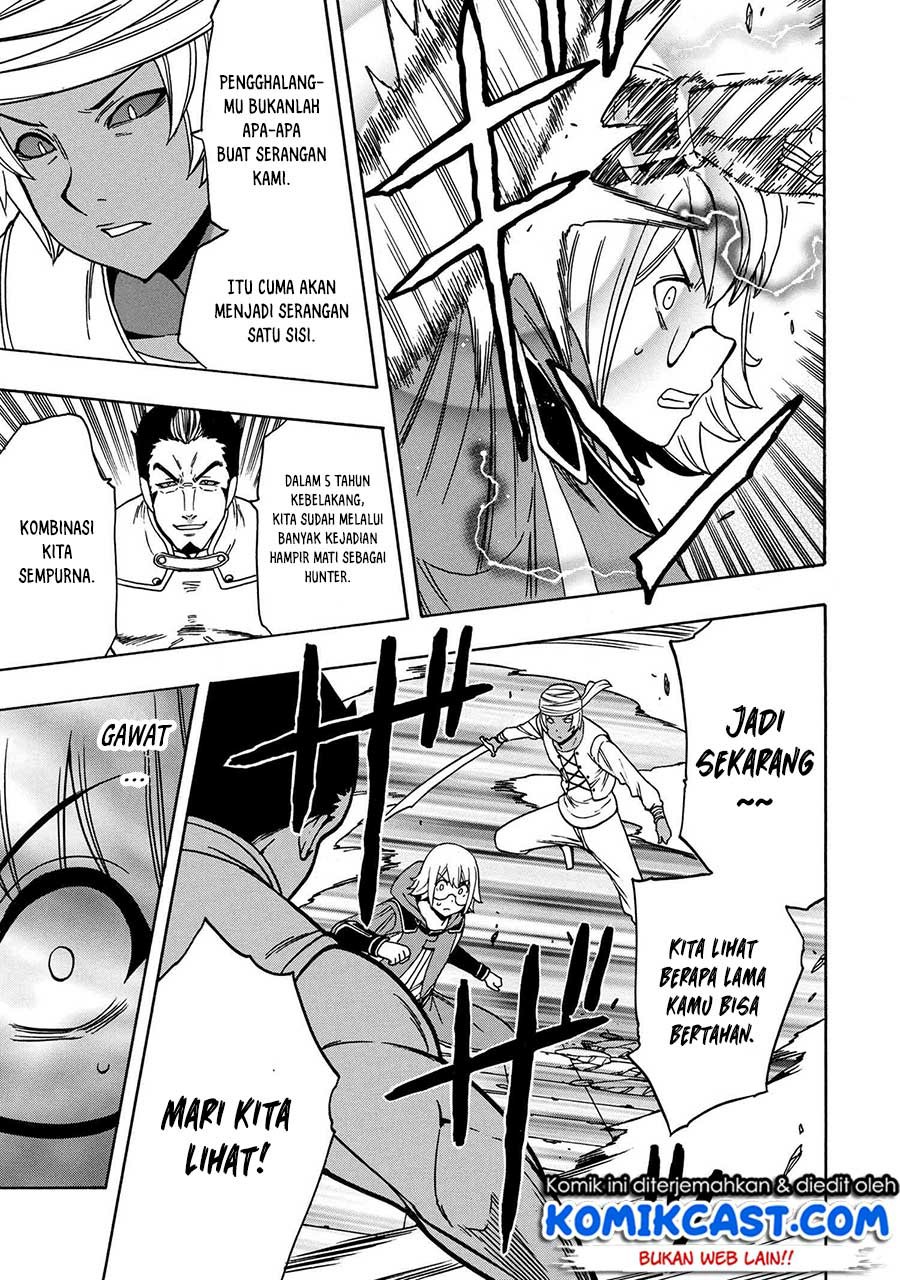 PENGGHALANG-
MU BUKANLAH
APA-APA
BUAT SERANGAN
KAMI.
ITU CUMA AKAN
MENJADI SERANGAN
SATU SISI.
DALAM 5 TAHUN
KEBELAKANG,
KITA SUDAH MELALUI
BANYAK KEJADIAN
HAMPIR MATI SEBAGAI
HUNTER.
KOMBINASI
KITA
SEMPURNA.
JADI
SEKARANG
~~
KITA LIHAT
BERAPA LAMA
KAMU BISA
BERTAHAN.
GAWAT
...
MARI KITA
LIHAT!
Komik ini diterjemahkan & diedit oleh
KOMIKCAST.COM
BUKAN WEB LAIN!!